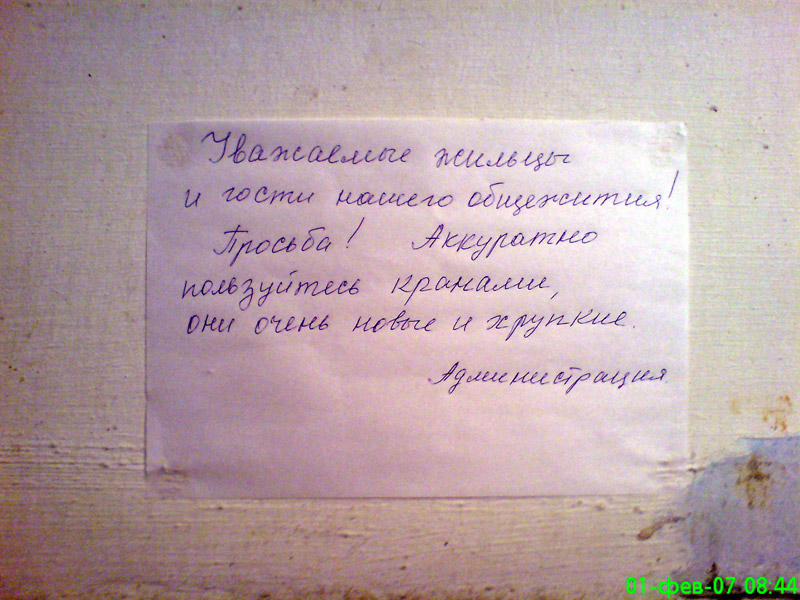 Уважаемые жильцы
и гости нашего общежития!
Просьба! Аккуратно
пользуйтесь кранами,
они очень новые и хрупкие.
Администрация
01-фев-07 08:44